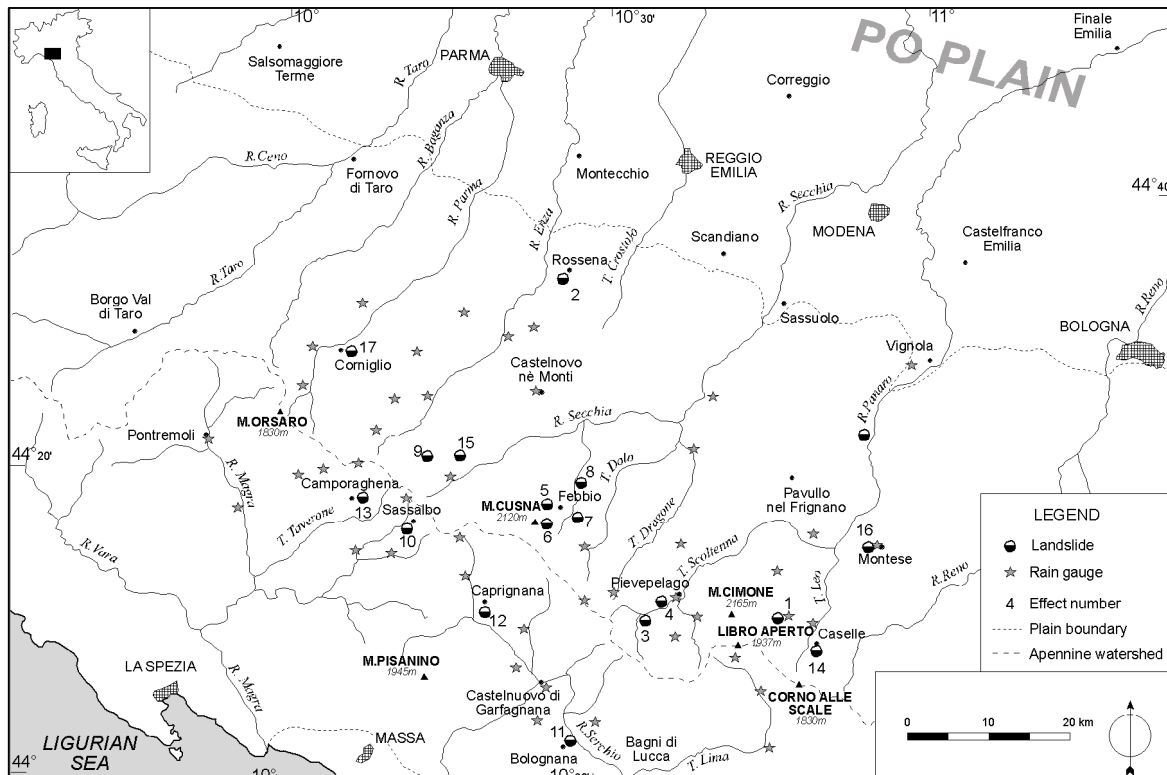 10°
10° 30'
11°
Finale
Emilia
PO PLAIN
Salsomaggiore
Terme
PARMA
R. Taro
Correggio
R. Baganza
R.Ceno
Fornovo
di Taro
Montecchio
REGGIO
EMILIA
R. Parma
R. Secchia
44° 40'
R. Enza
MODENA
Scandiano
Castelfranco
Emilia
T. Crostolo
Rossena
2
R.Taro
Borgo Val
di Taro
Sassuolo
R.Reno
BOLOGNA
Vignola
17
Corniglio
Castelnovo
nè Monti
R. Panaro
M.ORSARO
1830m
R. Secchia
Pontremoli
44° 20'
9
15
8
T. Dolo
R. Magra
Camporaghena
13
M.CUSNA
2120m
5
Febbio
6
7
Pavullo
nel Frignano
LEGEND
Landslide
Rain gauge
4 Effect number
Plain boundary
Apennine watershed
Sassalbo
10
T. Taverone
T. Dragone
R.Vara
16
Montese
T. Scoltenna
R.Reno
Pievepelago
Caprignana
12
M.CIMONE
2165m
T. Leo
3
4
1
LIBRO APERTO
1937m
Caselle
14
M.PISANINO
1945m
LA SPEZIA
R. Magra
Castelnuovo di
Garfagnana
CORNO ALLE
SCALE
1830m
0 10 20 km
MASSA
R.Serchio
11
Bolognana
Bagni di
Lucca
T. Lima
LIGURIAN
SEA
44°
10°